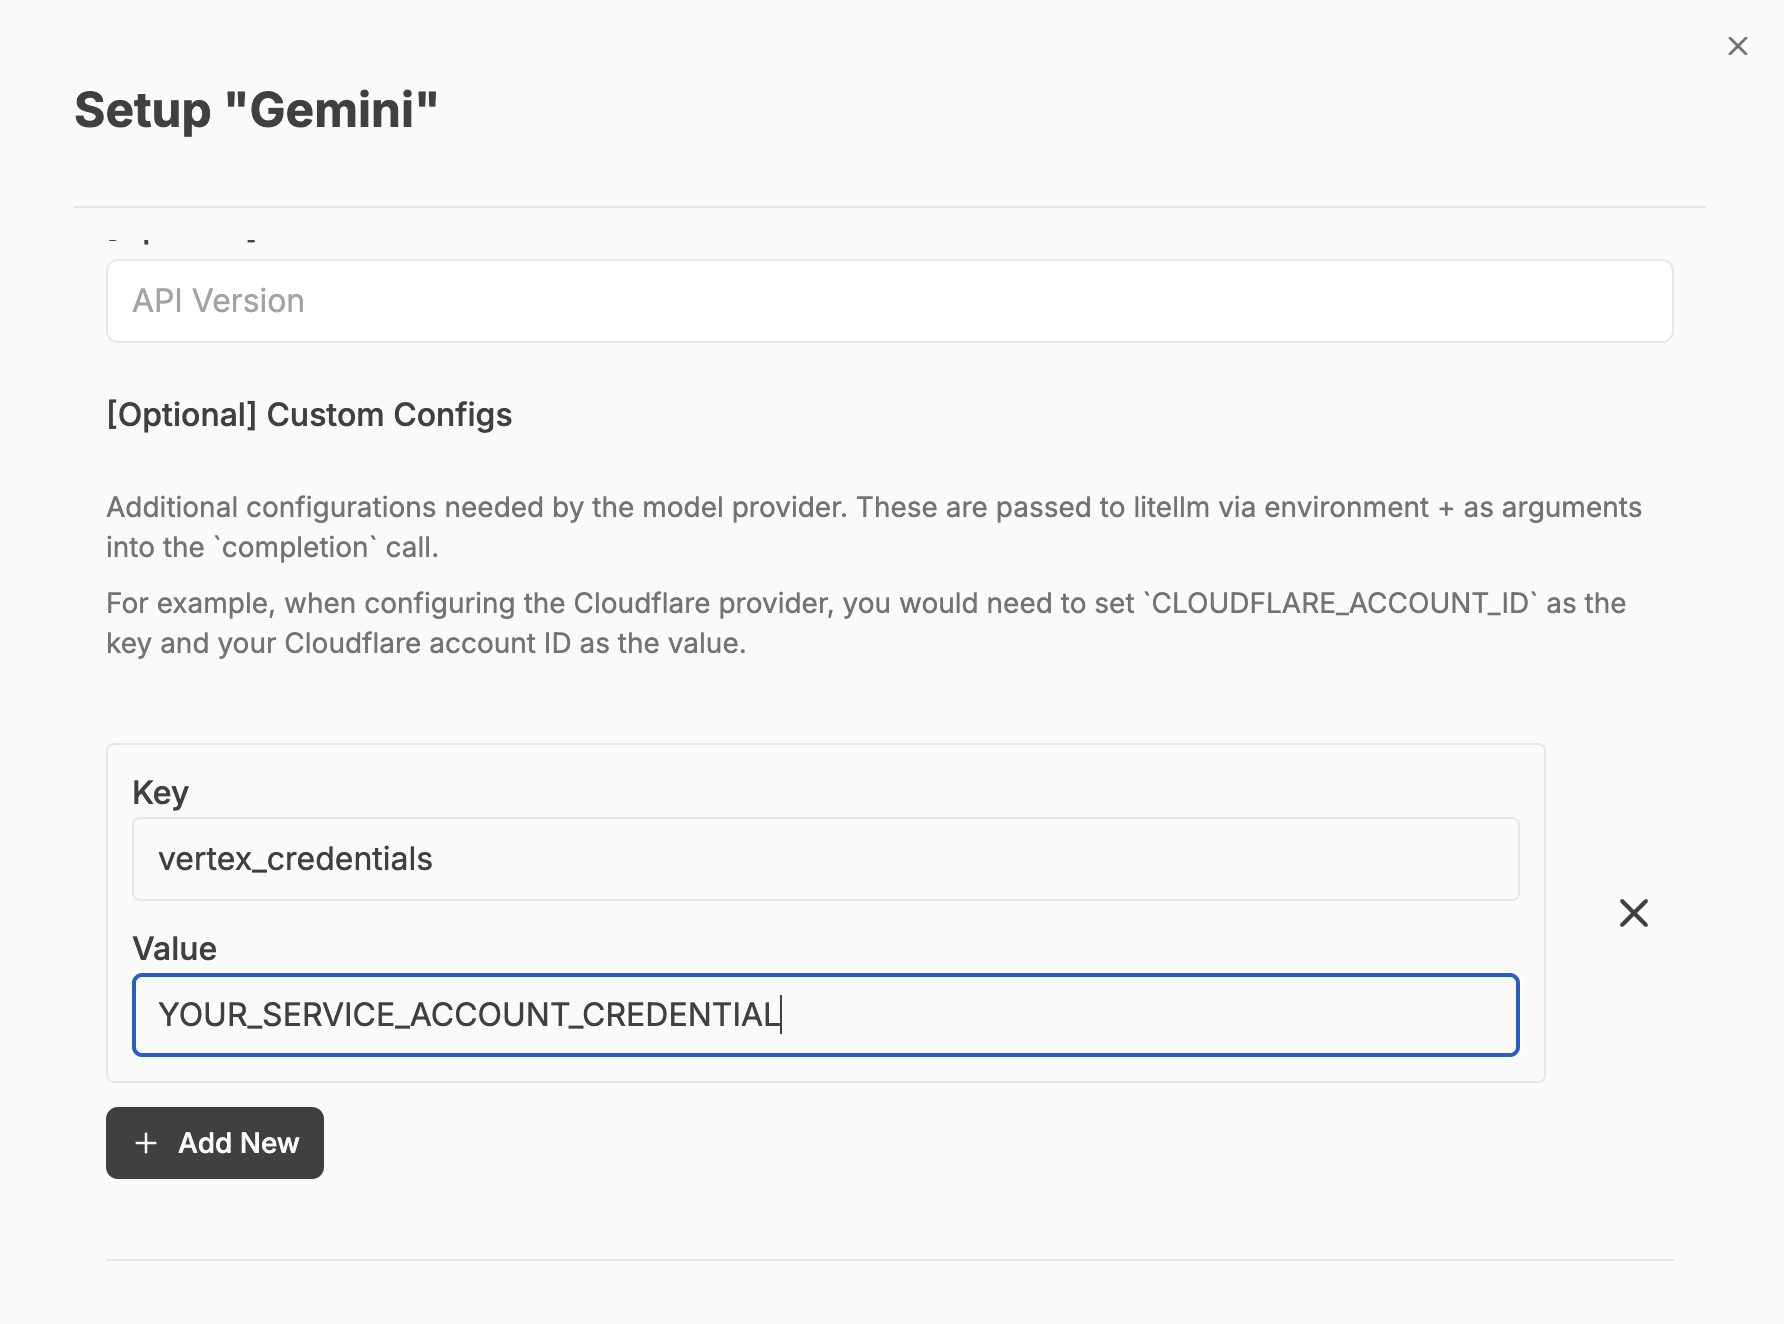 Setup "Gemini"
API Version
[Optional] Custom Configs
Additional configurations needed by the model provider. These are passed to litellm via environment + as arguments
into the `completion` call.
For example, when configuring the Cloudflare provider, you would need to set `CLOUDFLARE_ACCOUNT_ID` as the
key and your Cloudflare account ID as the value.
Key
vertex_credentials
Value
YOUR_SERVICE_ACCOUNT_CREDENTIAL
Add New